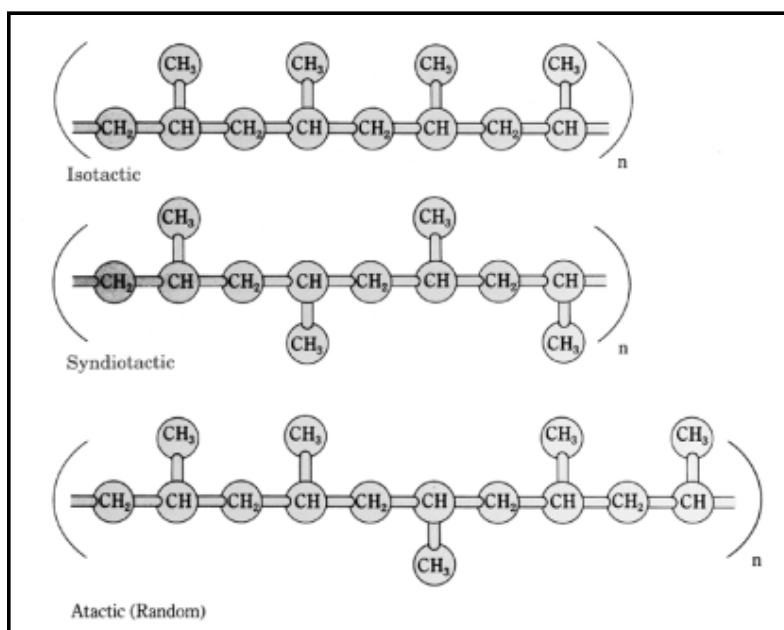 CH₃ CH₃ CH₃ CH₃
CH₂ CH CH₂ CH CH₂ CH CH₂ CH
n
Isotactic
CH₃ CH₃
CH₂ CH CH₂ CH CH₂ CH CH₂ CH
CH₃ CH₃
n
Syndiotactic
CH₃ CH₃ CH₃ CH₃
CH₂ CH CH₂ CH CH₂ CH CH₂ CH CH₂ CH
CH₃
n
Atactic (Random)